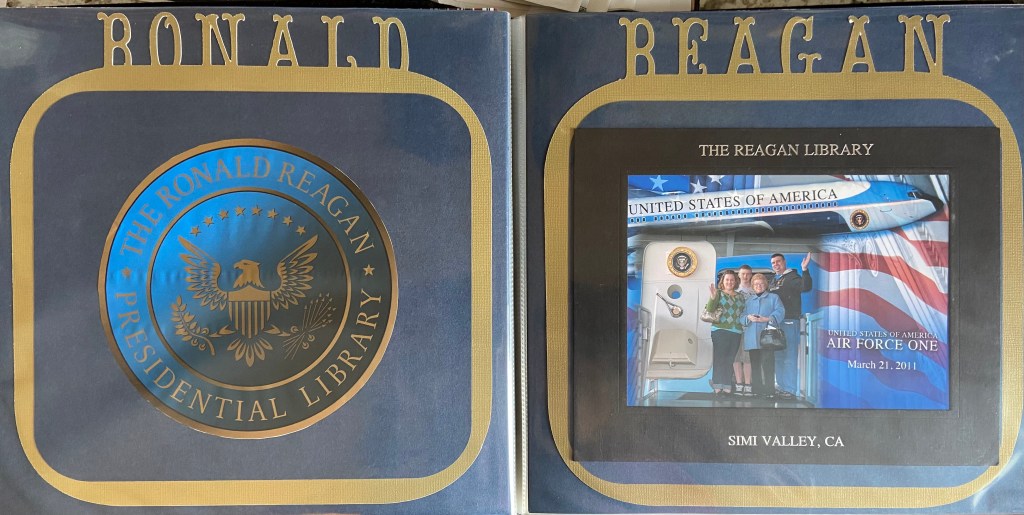 RONALD
THE RONALD REAGAN
PRESIDENTIAL LIBRARY
REAGAN
THE REAGAN LIBRARY
UNITED STATES OF AMERICA
UNITED STATES OF AMERICA
AIR FORCE ONE
March 21, 2011
SIMI VALLEY, CA